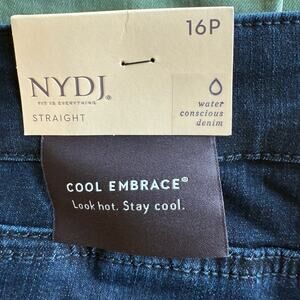 16P
NYDJ®
FIT IS EVERYTHING
STRAIGHT
water
conscious
denim
COOL EMBRACE®
Look hot. Stay cool.